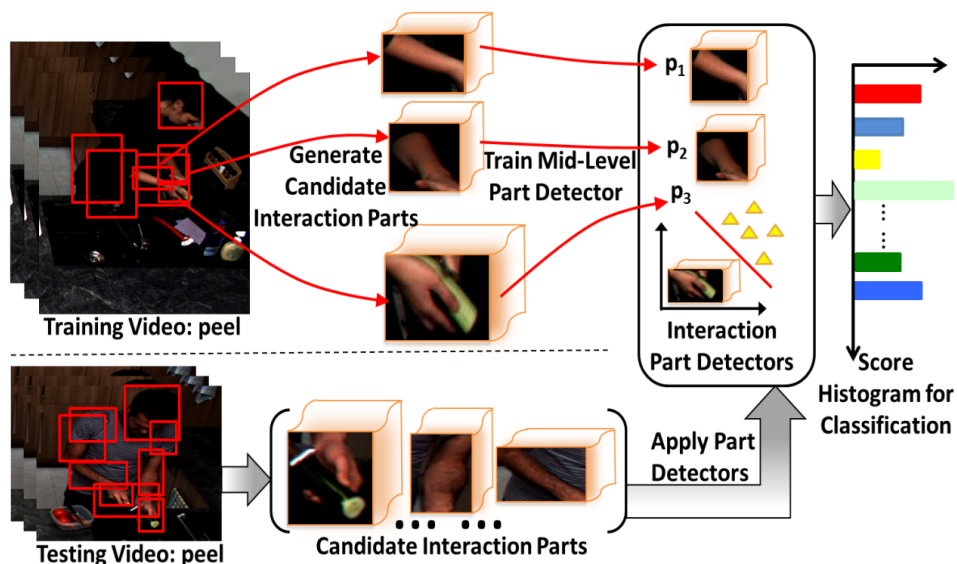 Training Video: peel
Generate
Candidate
Interaction Parts
Train Mid-Level
Part Detector
p1
p2
p3
Interaction
Part Detectors
Score
Histogram for
Classification
Testing Video: peel
Candidate Interaction Parts
Apply Part
Detectors